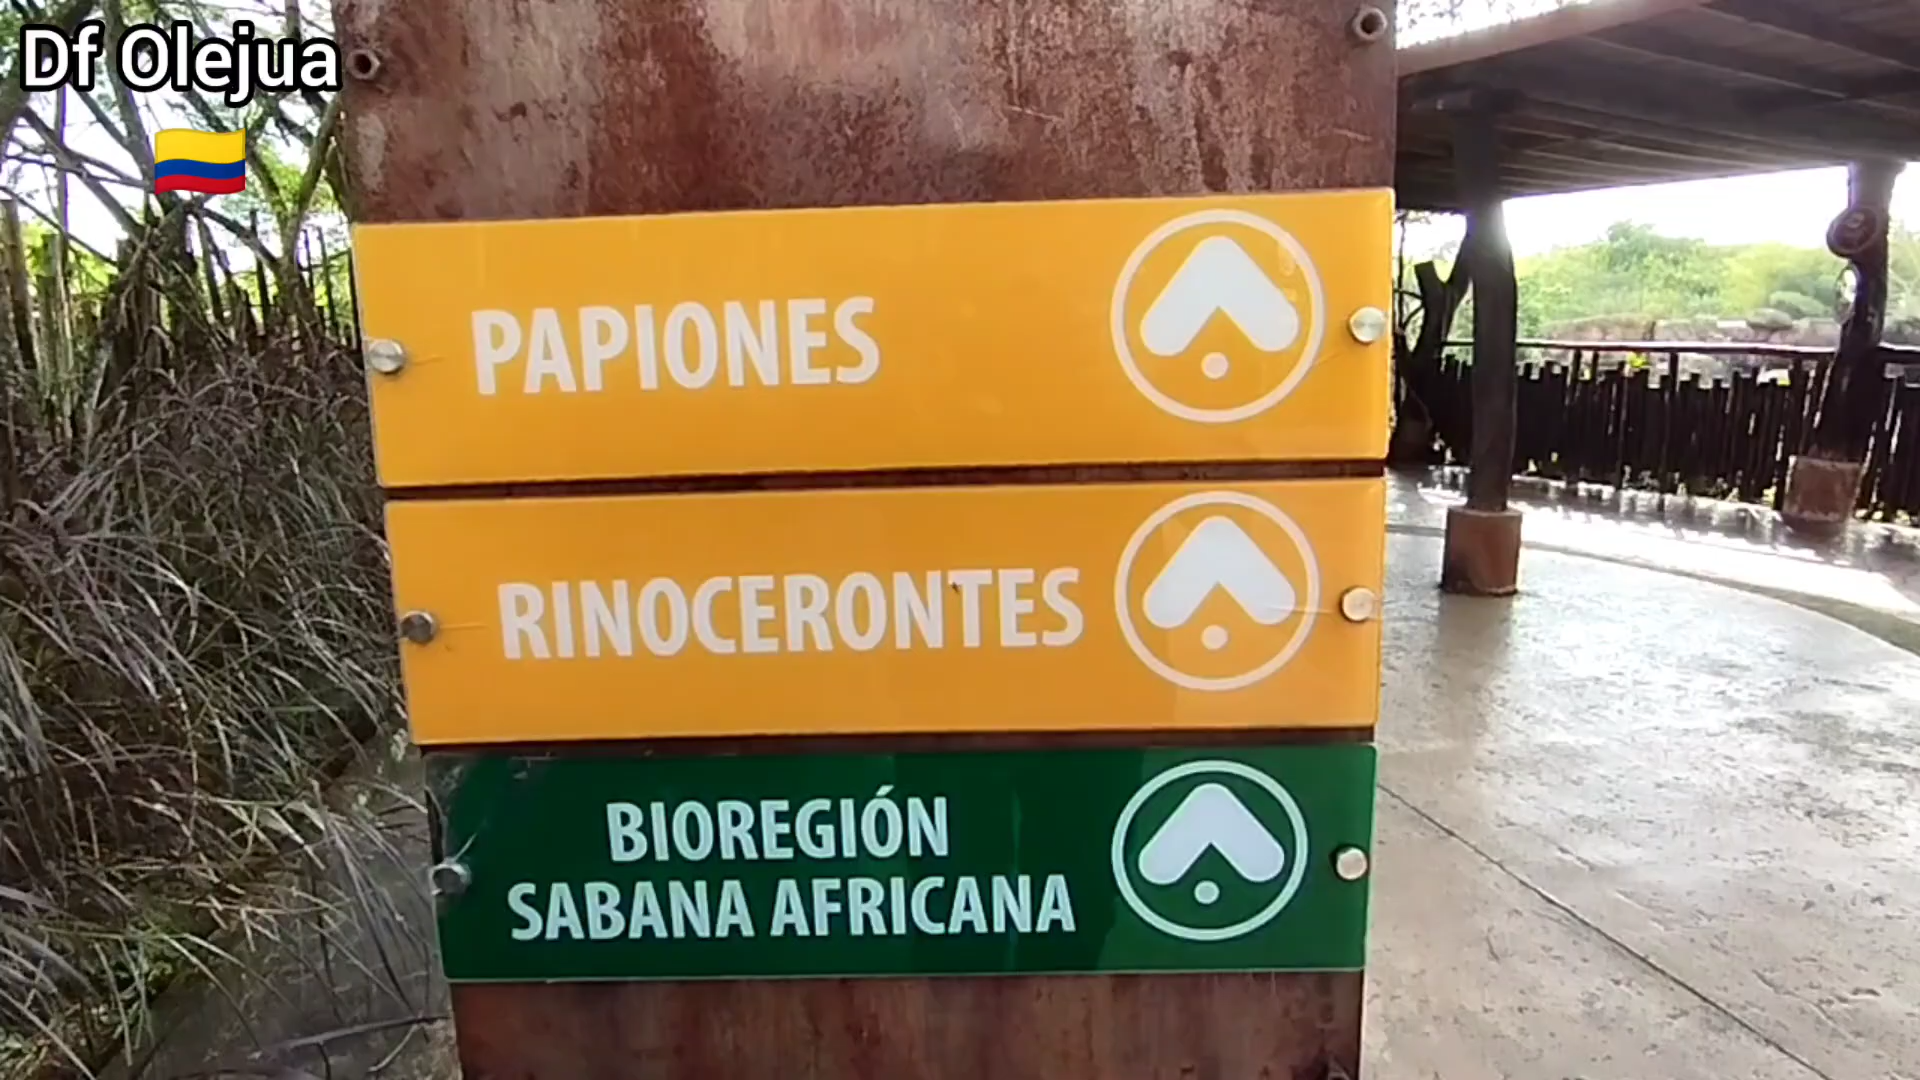 Df Olejua
PAPIONES
RINOCERONTES
BIOREGIÓN
SABANA AFRICANA